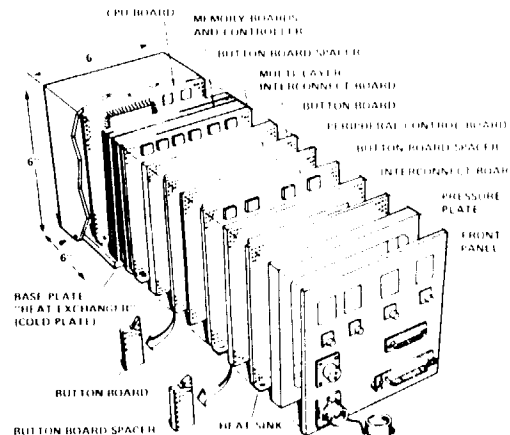 CPU BOARD
MEMORY BOARDS
AND CONTROLLER
BUTTON BOARD SPACER
MULTI LAYER
INTERCONNECT BOARD
BUTTON BOARD
PERIPHERAL CONTROL BOARD
BUTTON BOARD SPACER
INTERCONNECT BOARD
PRESSURE
PLATE
FRONT
PANEL
6
6
6
BASE PLATE
"HEAT EXCHANGER"
(COLD PLATE)
BUTTON BOARD
BUTTON BOARD SPACER
HEAT SINK